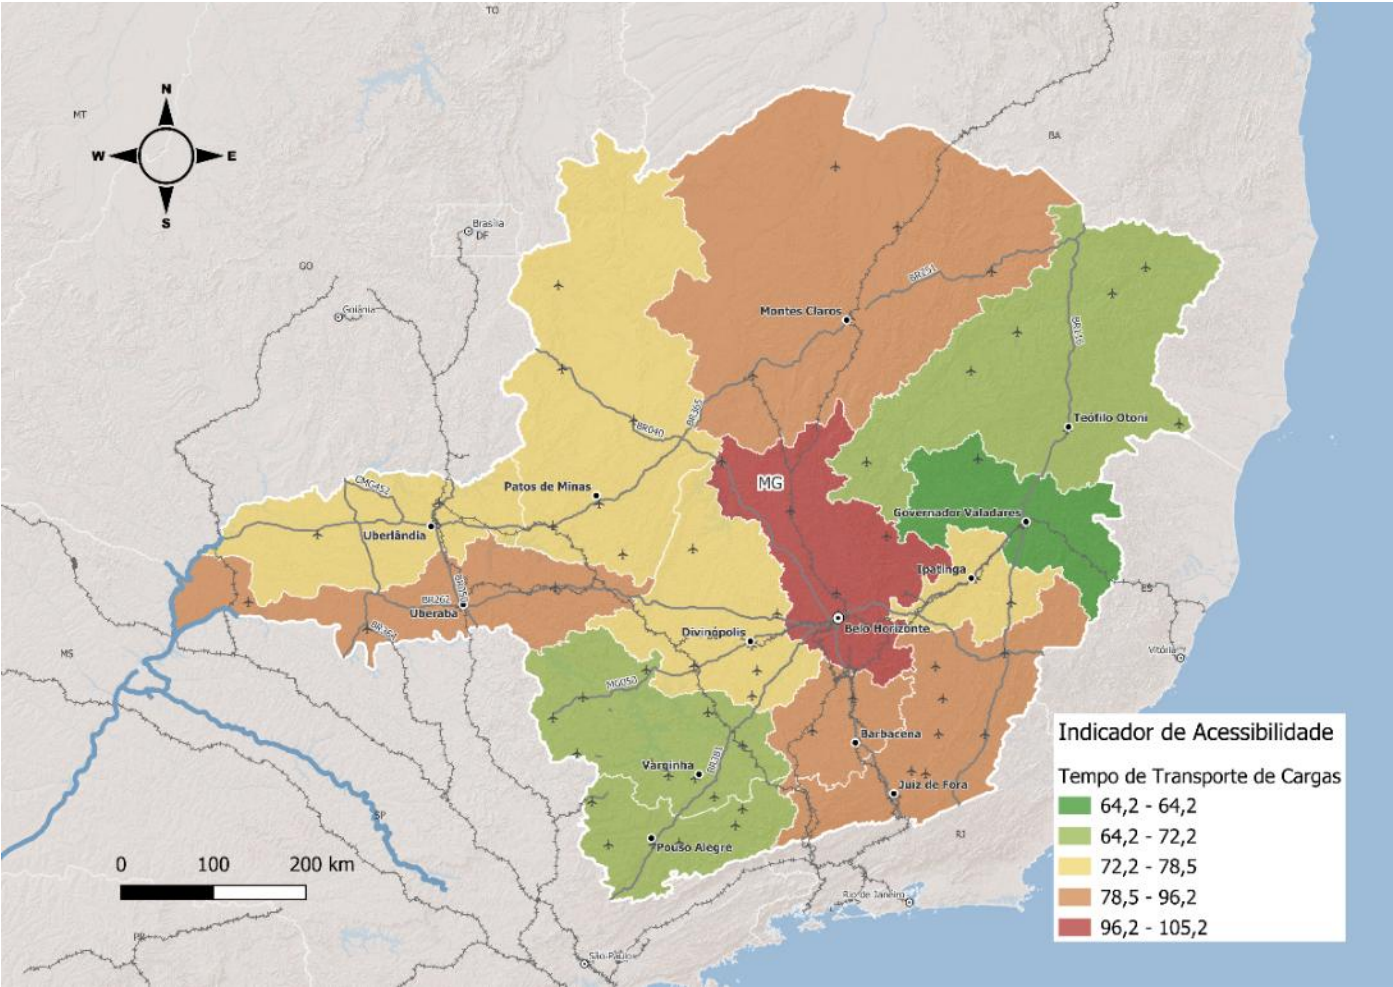 TO
N
MT
W
E
BA
S
Brasília
DF
GO
BR251
Goiânia
Montes Claros
BR365
Teófilo Otoni
BR040
MG
CMG452
Patos de Minas
Governador Valadares
Uberlândia
Ipatinga
ES
BR262
Uberaba
Belo Horizonte
Divinópolis
MS
Vitória
MG050
Indicador de Acessibilidade
Barbacena
BR381
Varginha
Tempo de Transporte de Cargas
Juiz de Fora
64,2 - 64,2
SP
RJ
64,2 - 72,2
Pouso Alegre
0 100 200 km
72,2 - 78,5
Rio de Janeiro
78,5 - 96,2
PR
96,2 - 105,2
São Paulo